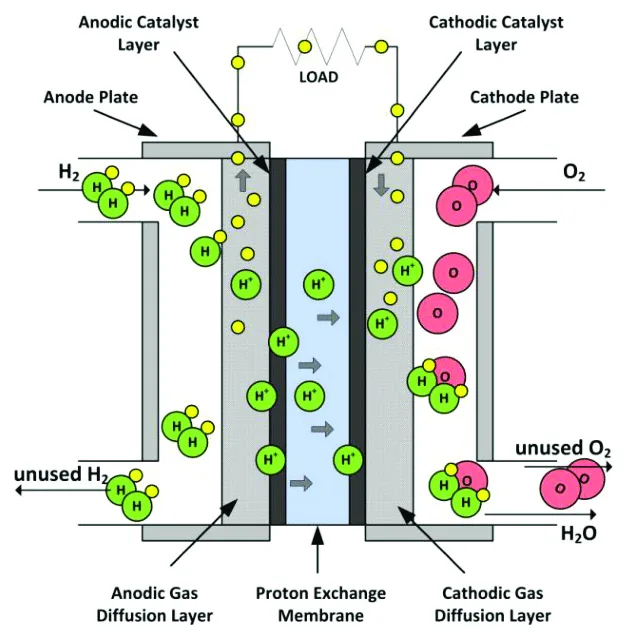 Anodic Catalyst
Layer
Cathodic Catalyst
Layer
LOAD
Anode Plate
Cathode Plate
H₂
O₂
H H
H H
H
H⁺
H⁺
H⁺
H⁺
H⁺
H⁺
H⁺
H⁺
H⁺
H⁺
O
O
O
O
H O
H
H H
H H
H O
H
O O
unused H₂
unused O₂
H₂O
Anodic Gas
Diffusion Layer
Proton Exchange
Membrane
Cathodic Gas
Diffusion Layer